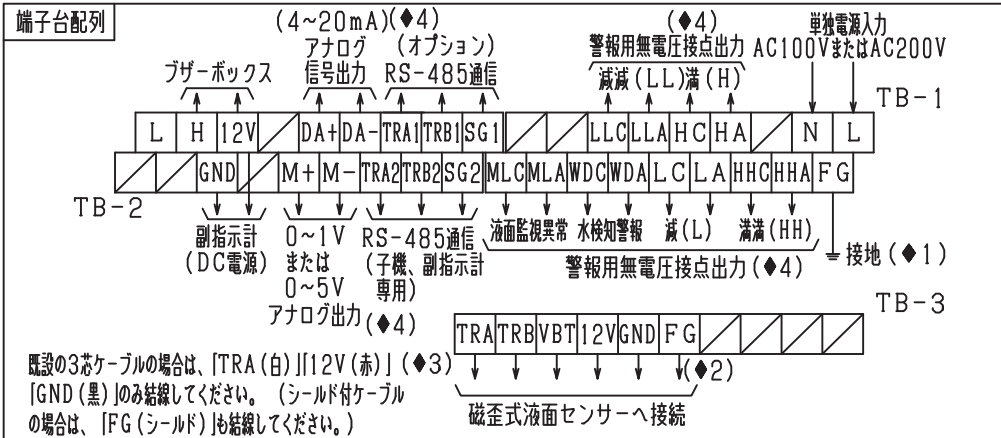 端子台配列
(4~20mA)(◆4)
アナログ
信号出力
(オプション)
RS-485通信
ブザーボックス
(◆4)
警報用無電圧接点出力
減減(LL)満(H)
単独電源入力
AC100VまたはAC200V
TB-1
L H 12V DA+ DA- TRA1 TRB1 SG1 LLC LLA HC HA N L
GND M+ M- TRA2 TRB2 SG2 MLC MLA WDC WDA LC LA HHC HHA FG
TB-2
副指示計
(DC電源)
0~1V
または
0~5V
アナログ出力(◆4)
RS-485通信
(子機、副指示計
専用)
液面監視異常 水検知警報 減(L) 満満(HH)
警報用無電圧接点出力(◆4)
接地(◆1)
TB-3
TRA TRB VBT 12V GND FG
(◆2)
磁歪式液面センサーへ接続
既設の3芯ケーブルの場合は、「TRA(白)」「12V(赤)」(◆3)
「GND(黒)」のみ結線してください。 (シールド付ケーブル
の場合は、「FG(シールド)」も結線してください。)